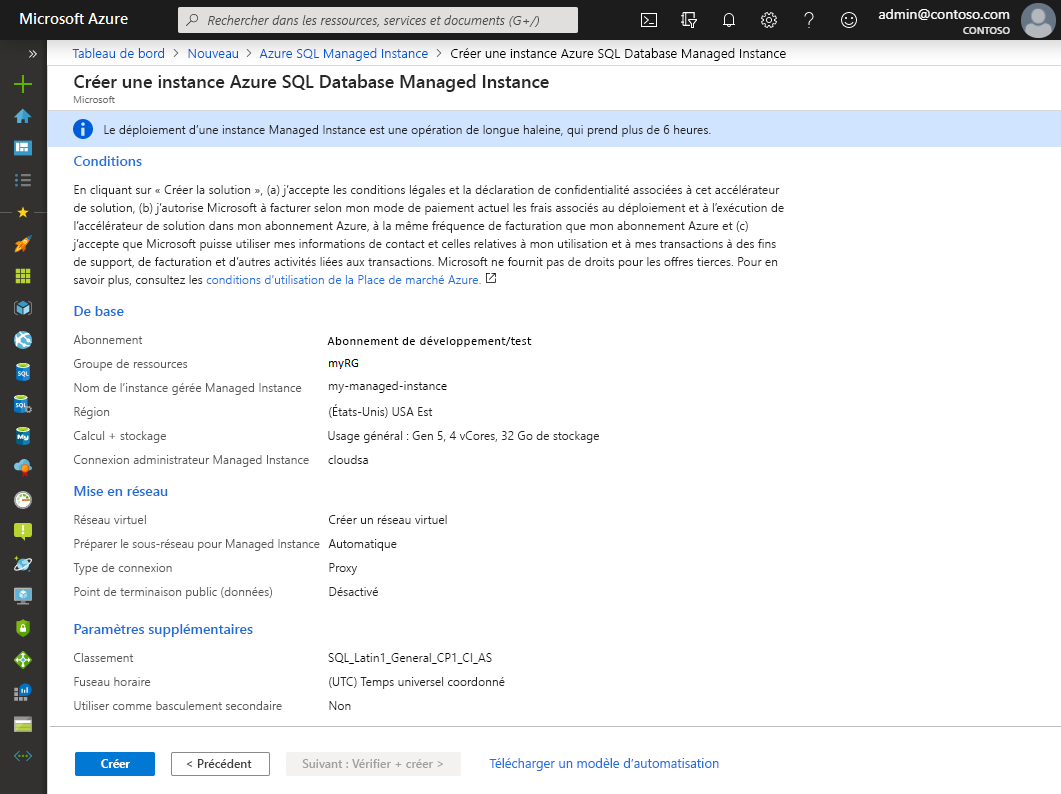 Microsoft Azure
Rechercher dans les ressources, services et documents (G+/)
admin@contoso.com
CONTOSO
Tableau de bord > Nouveau > Azure SQL Managed Instance > Créer une instance Azure SQL Database Managed Instance
Créer une instance Azure SQL Database Managed Instance
Microsoft
Le déploiement d’une instance Managed Instance est une opération de longue haleine, qui prend plus de 6 heures.
Conditions
En cliquant sur « Créer la solution », (a) j’accepte les conditions légales et la déclaration de confidentialité associées à cet accélérateur
de solution, (b) j’autorise Microsoft à facturer selon mon mode de paiement actuel les frais associés au déploiement et à l’exécution de
l’accélérateur de solution dans mon abonnement Azure, à la même fréquence de facturation que mon abonnement Azure et (c)
j’accepte que Microsoft puisse utiliser mes informations de contact et celles relatives à mon utilisation et à mes transactions à des fins
de support, de facturation et d’autres activités liées aux transactions. Microsoft ne fournit pas de droits pour les offres tierces. Pour en
savoir plus, consultez les conditions d’utilisation de la Place de marché Azure.
De base
Abonnement Abonnement de développement/test
Groupe de ressources myRG
Nom de l’instance gérée Managed Instance my-managed-instance
Région (États-Unis) USA Est
Calcul + stockage Usage général : Gen 5, 4 vCores, 32 Go de stockage
Connexion administrateur Managed Instance cloudsa
Mise en réseau
Réseau virtuel Créer un réseau virtuel
Préparer le sous-réseau pour Managed Instance Automatique
Type de connexion Proxy
Point de terminaison public (données) Désactivé
Paramètres supplémentaires
Classement SQL_Latin1_General_CP1_CI_AS
Fuseau horaire (UTC) Temps universel coordonné
Utiliser comme basculement secondaire Non
Créer < Précédent Suivant : Vérifier + créer > Télécharger un modèle d’automatisation